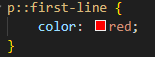 p::first-line {
    color: red;
}